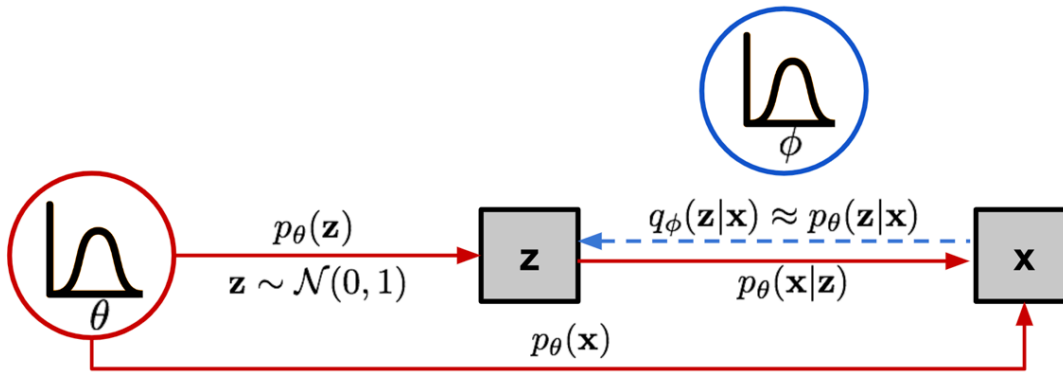 ϕ
θ
p_θ(𝐳)
𝐳 ∼ 𝒩(0, 1)
z
q_ϕ(𝐳|𝐱) ≈ p_θ(𝐳|𝐱)
p_θ(𝐱|𝐳)
x
p_θ(𝐱)